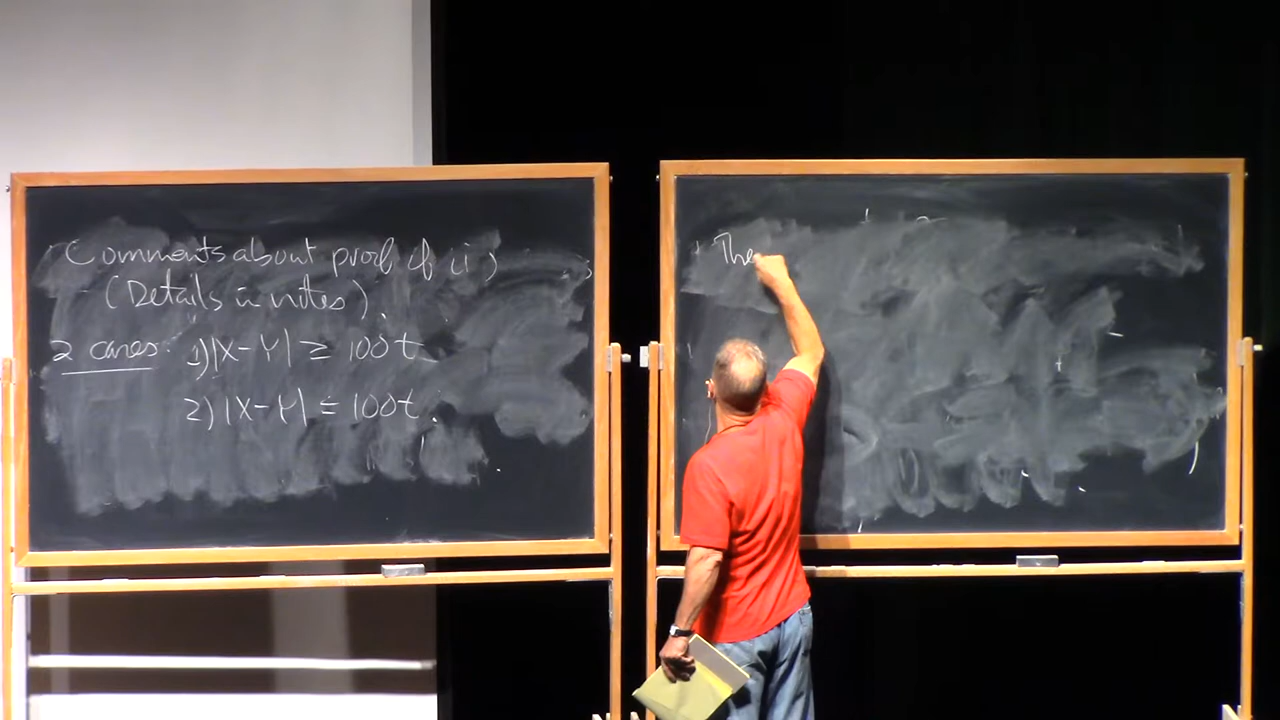 Comments about proof of ii)
(Details in notes).
2 cases: 1) |X-Y| ≥ 100t
2) |X-Y| ≤ 100t.
The